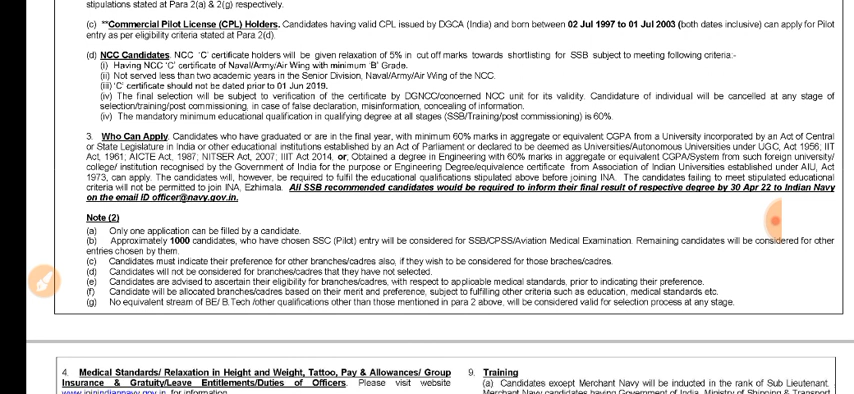 stipulations stated at Para 2(a) & 2(g) respectively.
(c) **Commercial Pilot License (CPL) Holders. Candidates having valid CPL issued by DGCA (India) and born between 02 Jul 1997 to 01 Jul 2003 (both dates inclusive) can apply for Pilot
entry as per eligibility criteria stated at Para 2(d).
(d) NCC Candidates. NCC 'C' certificate holders will be given relaxation of 5% in cut off marks towards shortlisting for SSB subject to meeting following criteria:-
(i) Having NCC 'C' certificate of Naval/Army/Air Wing with minimum 'B' Grade.
(ii) Not served less than two academic years in the Senior Division, Naval/Army/Air Wing of the NCC.
(iii) 'C' certificate should not be dated prior to 01 Jun 2019.
(iv) The final selection will be subject to verification of the certificate by DGNCC/concerned NCC unit for its validity. Candidature of individual will be cancelled at any stage of
selection/training/post commissioning, in case of false declaration, misinformation, concealing of information.
(iv) The mandatory minimum educational qualification in qualifying degree at all stages (SSB/Training/post commissioning) is 60%.
3. Who Can Apply. Candidates who have graduated or are in the final year, with minimum 60% marks in aggregate or equivalent CGPA from a University incorporated by an Act of Central
or State Legislature in India or other educational institutions established by an Act of Parliament or declared to be deemed as Universities/Autonomous Universities under UGC, Act 1956; IIT
Act, 1961; AICTE Act, 1987; NITSER Act, 2007; IIIT Act 2014, or; Obtained a degree in Engineering with 60% marks in aggregate or equivalent CGPA/System from such foreign university/
college/ institution recognised by the Government of India for the purpose or Engineering Degree/equivalence certificate from Association of Indian Universities established under AIU, Act
1973, can apply. The candidates will, however, be required to fulfil the educational qualifications stipulated above before joining INA. The candidates failing to meet stipulated educational
criteria will not be permitted to join INA, Ezhimala. All SSB recommended candidates would be required to inform their final result of respective degree by 30 Apr 22 to Indian Navy
on the email ID officer@navy.gov.in.
Note (2)
(a) Only one application can be filled by a candidate.
(b) Approximately 1000 candidates, who have chosen SSC (Pilot) entry will be considered for SSB/CPSS/Aviation Medical Examination. Remaining candidates will be considered for other
entries chosen by them.
(c) Candidates must indicate their preference for other branches/cadres also, if they wish to be considered for those braches/cadres.
(d) Candidates will not be considered for branches/cadres that they have not selected.
(e) Candidates are advised to ascertain their eligibility for branches/cadres, with respect to applicable medical standards, prior to indicating their preference.
(f) Candidate will be allocated branches/cadres based on their merit and preference, subject to fulfilling other criteria such as education, medical standards etc.
(g) No equivalent stream of BE/ B.Tech /other qualifications other than those mentioned in para 2 above, will be considered valid for selection process at any stage.
4. Medical Standards/ Relaxation in Height and Weight, Tattoo, Pay & Allowances/ Group
Insurance & Gratuity/Leave Entitlements/Duties of Officers. Please visit website
www.joinindiannavy.gov.in for information
9. Training
(a) Candidates except Merchant Navy will be inducted in the rank of Sub Lieutenant.
Merchant Navy candidates having Government of India, Ministry of Shipping & Transport